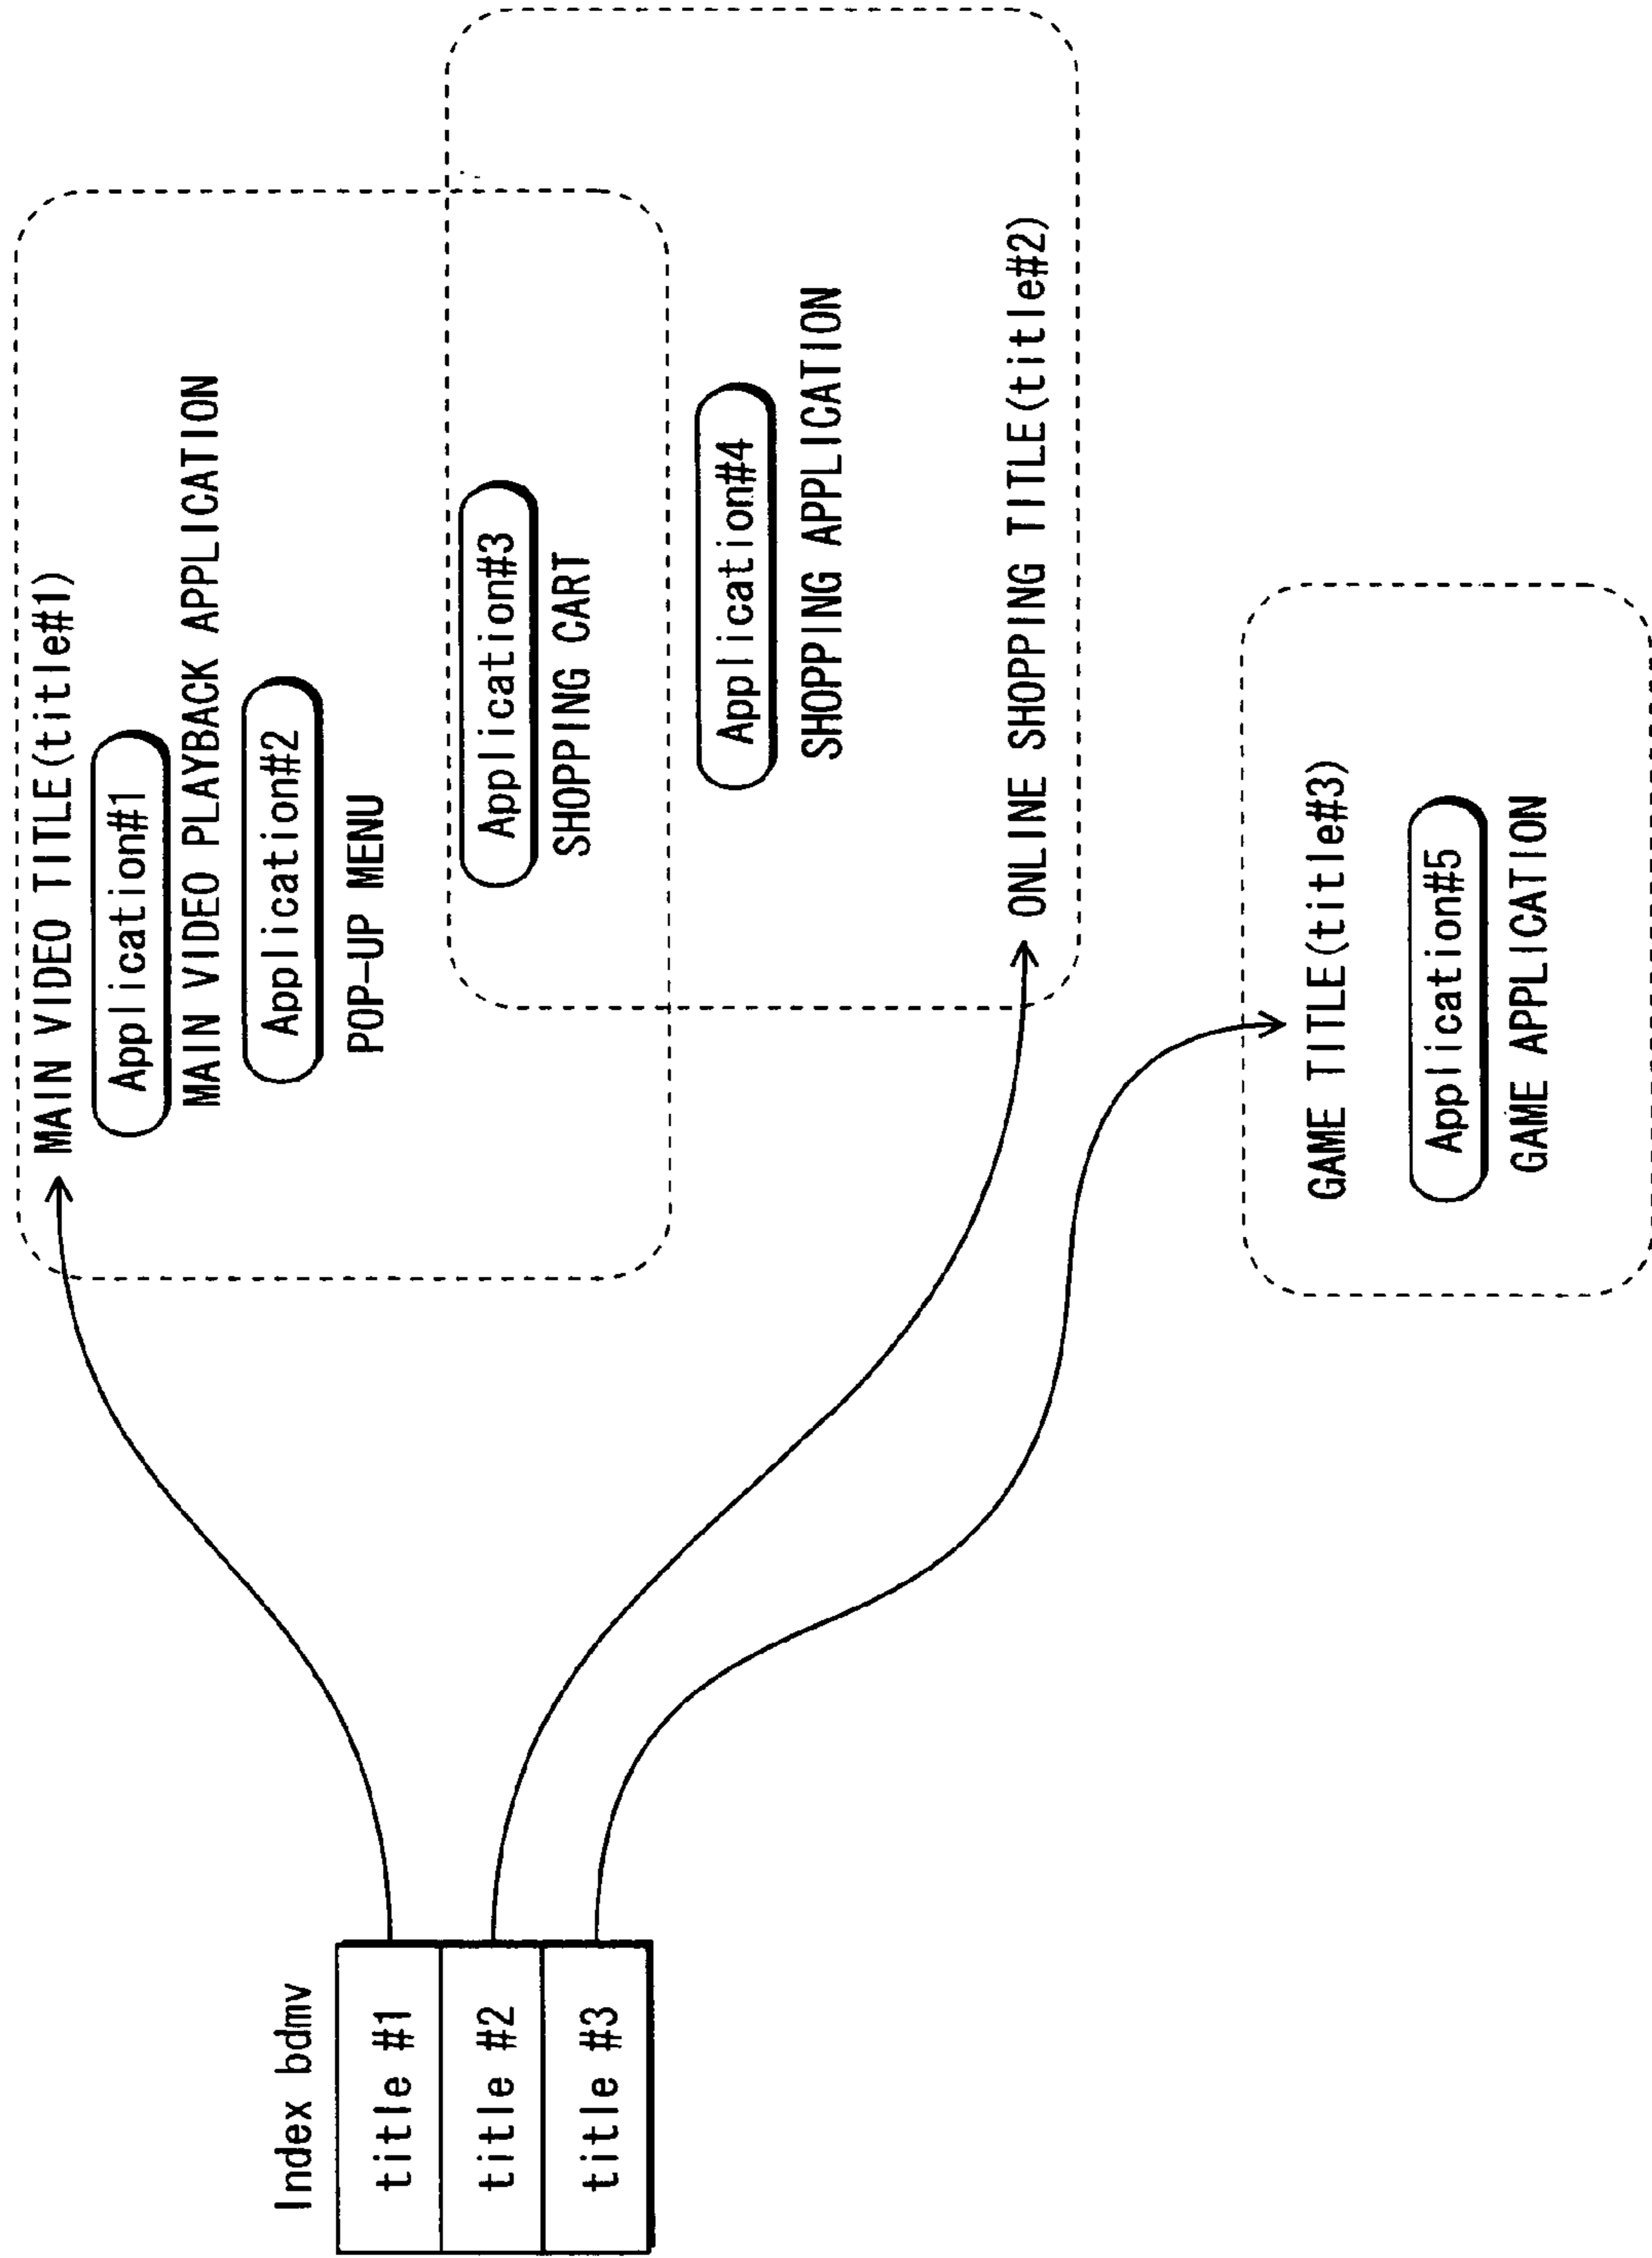 Index bdmv
title #1
title #2
title #3
MAIN VIDEO TITLE(title#1)
Application#1
MAIN VIDEO PLAYBACK APPLICATION
Application#2
POP-UP MENU
Application#3
SHOPPING CART
Application#4
SHOPPING APPLICATION
ONLINE SHOPPING TITLE(title#2)
GAME TITLE(title#3)
Application#5
GAME APPLICATION